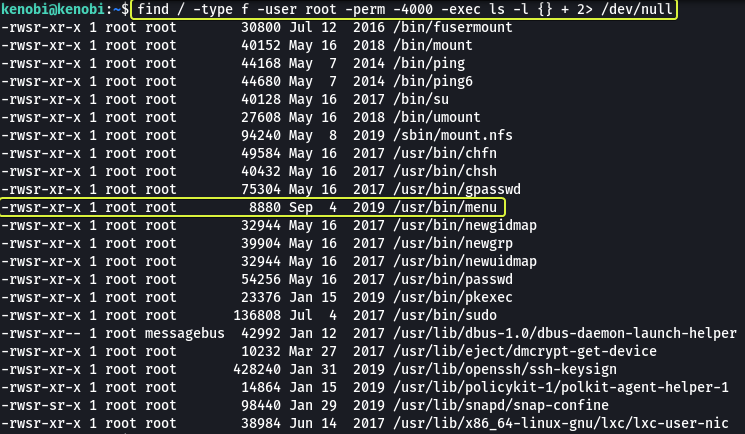 kenobi@kenobi:~$ find / -type f -user root -perm -4000 -exec ls -l {} + 2> /dev/null
-rwsr-xr-x 1 root root 30800 Jul 12 2016 /bin/fusermount
-rwsr-xr-x 1 root root 40152 May 16 2018 /bin/mount
-rwsr-xr-x 1 root root 44168 May 7 2014 /bin/ping
-rwsr-xr-x 1 root root 44680 May 7 2014 /bin/ping6
-rwsr-xr-x 1 root root 40128 May 16 2017 /bin/su
-rwsr-xr-x 1 root root 27608 May 16 2018 /bin/umount
-rwsr-xr-x 1 root root 94240 May 8 2019 /sbin/mount.nfs
-rwsr-xr-x 1 root root 49584 May 16 2017 /usr/bin/chfn
-rwsr-xr-x 1 root root 40432 May 16 2017 /usr/bin/chsh
-rwsr-xr-x 1 root root 75304 May 16 2017 /usr/bin/gpasswd
-rwsr-xr-x 1 root root 8880 Sep 4 2019 /usr/bin/menu
-rwsr-xr-x 1 root root 32944 May 16 2017 /usr/bin/newgidmap
-rwsr-xr-x 1 root root 39904 May 16 2017 /usr/bin/newgrp
-rwsr-xr-x 1 root root 32944 May 16 2017 /usr/bin/newuidmap
-rwsr-xr-x 1 root root 54256 May 16 2017 /usr/bin/passwd
-rwsr-xr-x 1 root root 23376 Jan 15 2019 /usr/bin/pkexec
-rwsr-xr-x 1 root root 136808 Jul 4 2017 /usr/bin/sudo
-rwsr-xr-- 1 root messagebus 42992 Jan 12 2017 /usr/lib/dbus-1.0/dbus-daemon-launch-helper
-rwsr-xr-x 1 root root 10232 Mar 27 2017 /usr/lib/eject/dmcrypt-get-device
-rwsr-xr-x 1 root root 428240 Jan 31 2019 /usr/lib/openssh/ssh-keysign
-rwsr-xr-x 1 root root 14864 Jan 15 2019 /usr/lib/policykit-1/polkit-agent-helper-1
-rwsr-sr-x 1 root root 98440 Jan 29 2019 /usr/lib/snapd/snap-confine
-rwsr-xr-x 1 root root 38984 Jun 14 2017 /usr/lib/x86_64-linux-gnu/lxc/lxc-user-nic